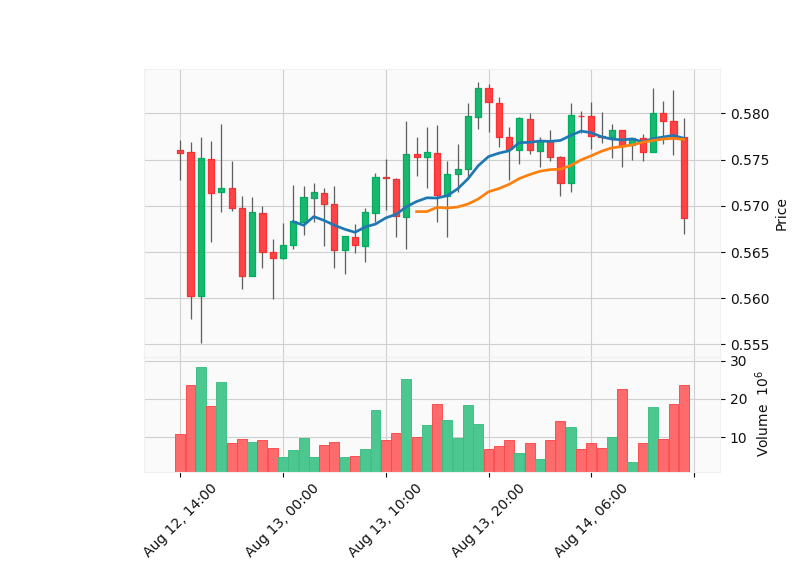 0.580
0.575
0.570
0.565
0.560
0.555
Price
30
20
10
Volume 10^6
Aug 12, 14:00
Aug 13, 00:00
Aug 13, 10:00
Aug 13, 20:00
Aug 14, 06:00